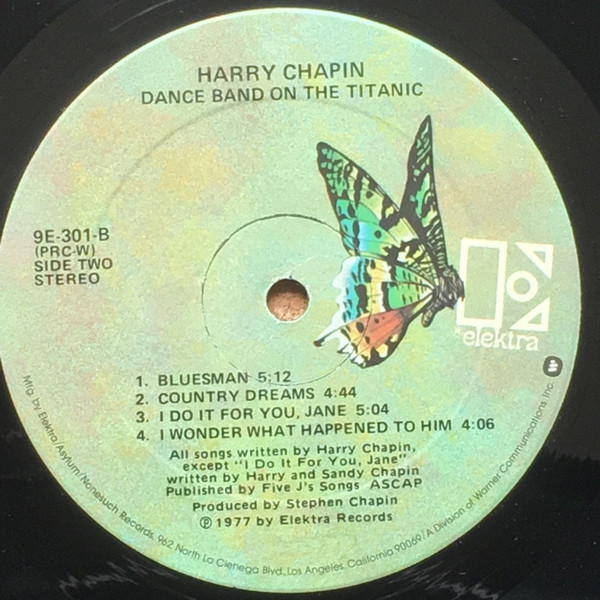 HARRY CHAPIN
DANCE BAND ON THE TITANIC
9E-301-B
(PRC-W)
SIDE TWO
STEREO
elektra
1. BLUESMAN 5:12
2. COUNTRY DREAMS 4:44
3. I DO IT FOR YOU, JANE 5:04
4. I WONDER WHAT HAPPENED TO HIM 4:06
All songs written by Harry Chapin,
except "I Do It For You, Jane"
written by Harry and Sandy Chapin
Published by Five J's Songs ASCAP
Produced by Stephen Chapin
℗ 1977 by Elektra Records
Mfg. by Elektra/Asylum/Nonesuch Records, 962 North La Cienega Blvd., Los Angeles, California 90069/A Division of Warner Communications Inc.